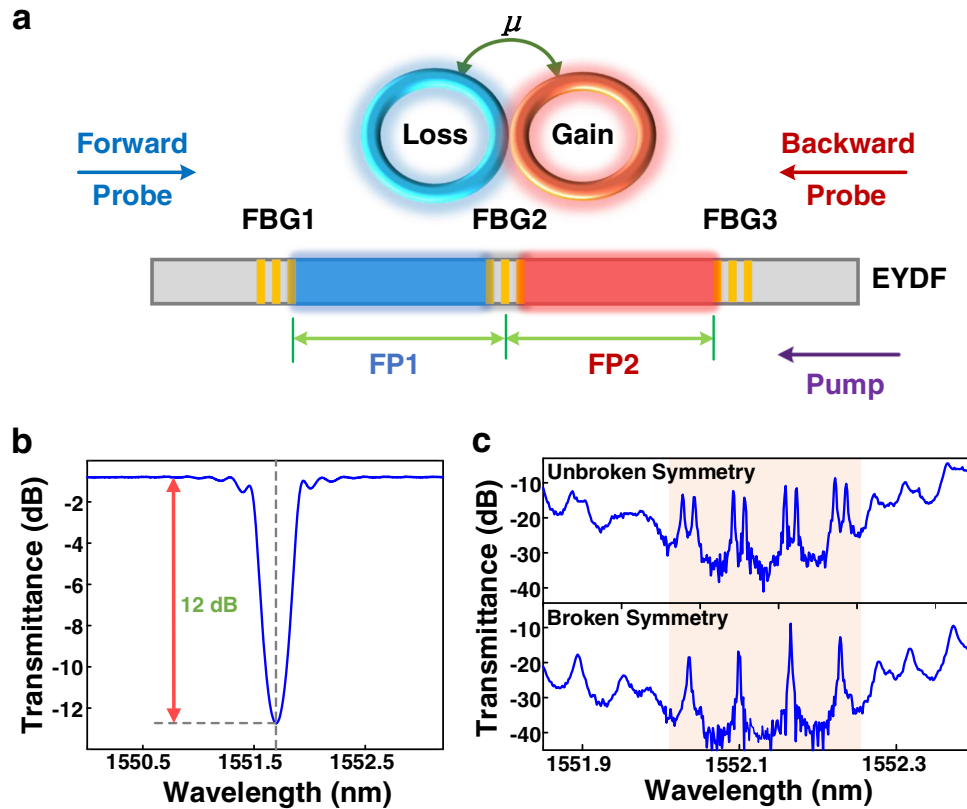 a
μ
Loss
Gain
Forward
Probe
Backward
Probe
FBG1
FBG2
FBG3
EYDF
FP1
FP2
Pump
b
Transmittance (dB)
-2
-4
-6
-8
-10
-12
12 dB
1550.5
1551.5
1552.5
Wavelength (nm)
c
Transmittance (dB)
Unbroken Symmetry
-10
-20
-30
-40
Broken Symmetry
-10
-20
-30
-40
1551.9
1552.1
1552.3
Wavelength (nm)